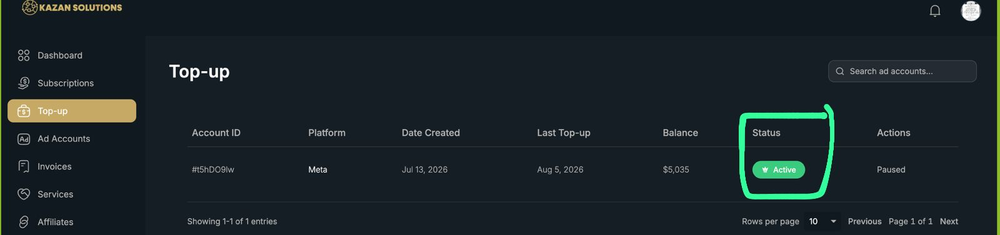 KAZAN SOLUTIONS
Dashboard
Subscriptions
Top-up
Ad Accounts
Invoices
Services
Affiliates
Top-up
Search ad accounts...
Account ID Platform Date Created Last Top-up Balance Status Actions
#t5hDO9lw Meta Jul 13, 2026 Aug 5, 2026 $5,035 Active Paused
Showing 1-1 of 1 entries
Rows per page 10 Previous Page 1 of 1 Next